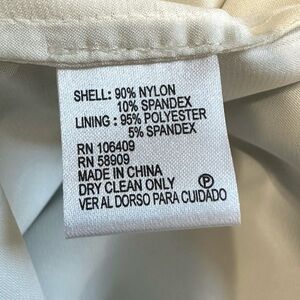 SHELL: 90% NYLON
10% SPANDEX
LINING : 95% POLYESTER
5% SPANDEX
RN 106409
RN 58909
MADE IN CHINA
DRY CLEAN ONLY Ⓟ
VER AL DORSO PARA CUIDADO